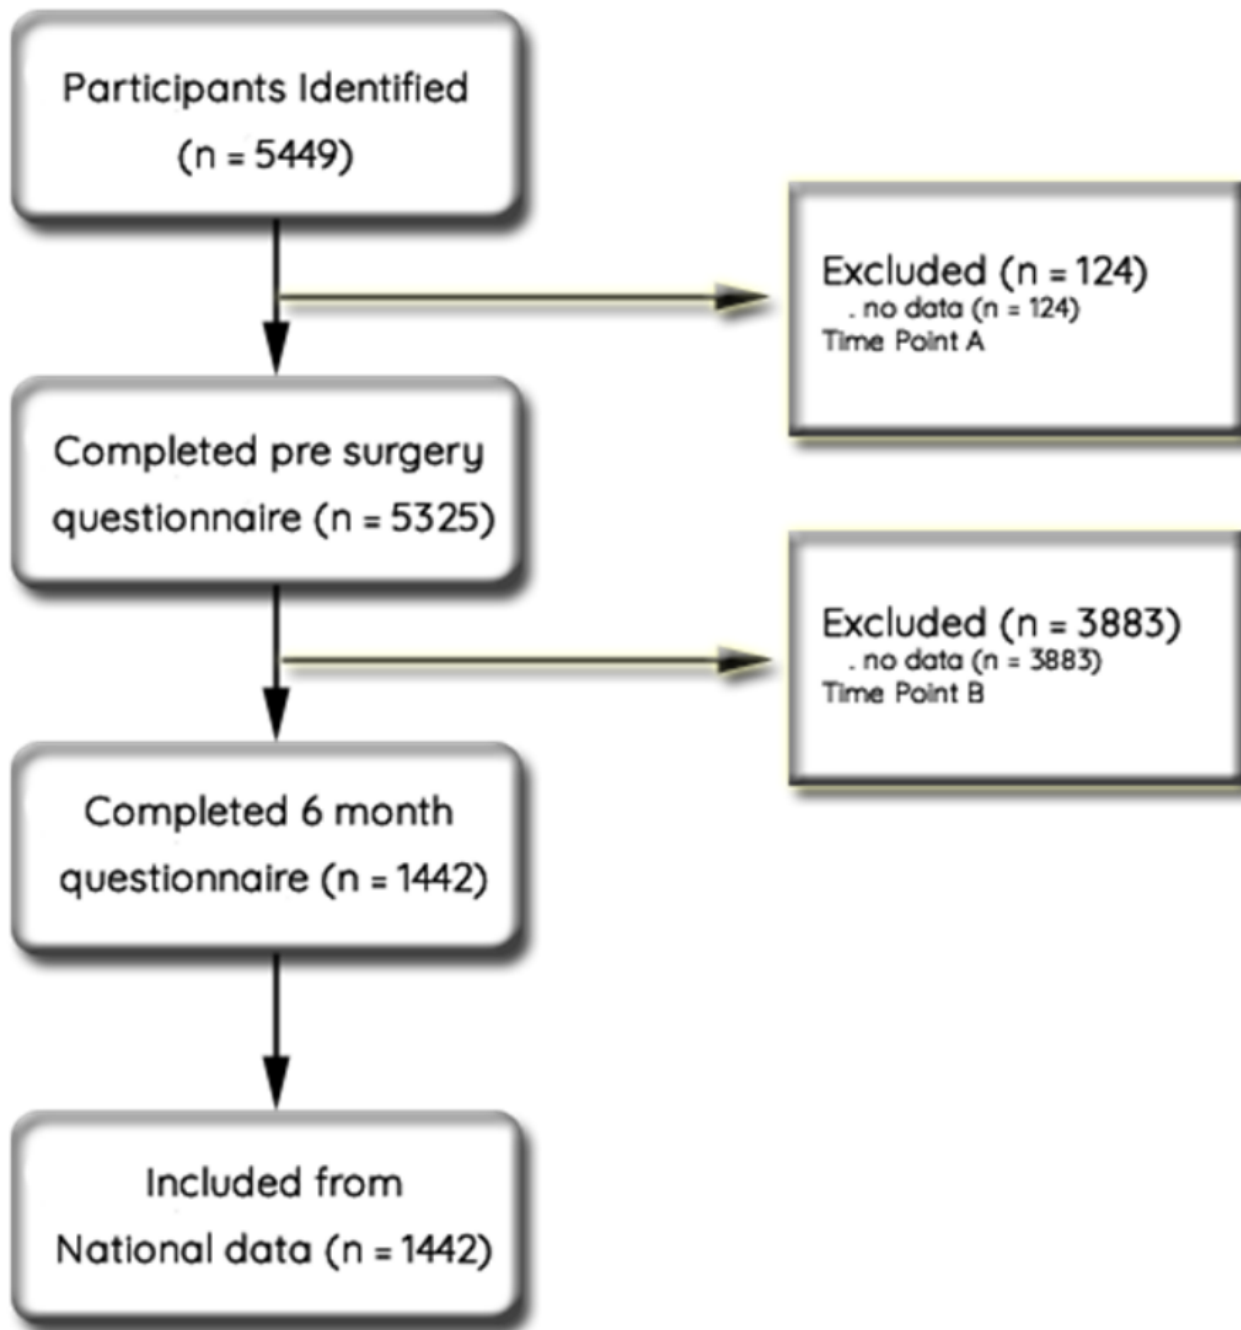 Participants Identified
(n = 5449)
Excluded (n = 124)
. no data (n = 124)
Time Point A
Completed pre surgery
questionnaire (n = 5325)
Excluded (n = 3883)
. no data (n = 3883)
Time Point B
Completed 6 month
questionnaire (n = 1442)
Included from
National data (n = 1442)